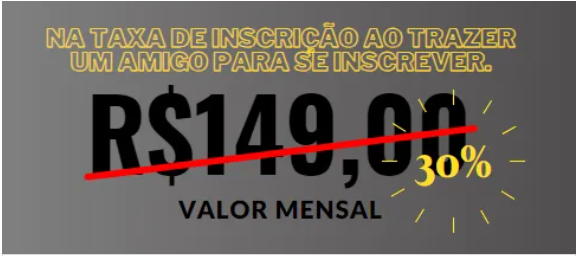 NA TAXA DE INSCRIÇÃO AO TRAZER
UM AMIGO PARA SE INSCREVER.
R$149,00
30%
VALOR MENSAL